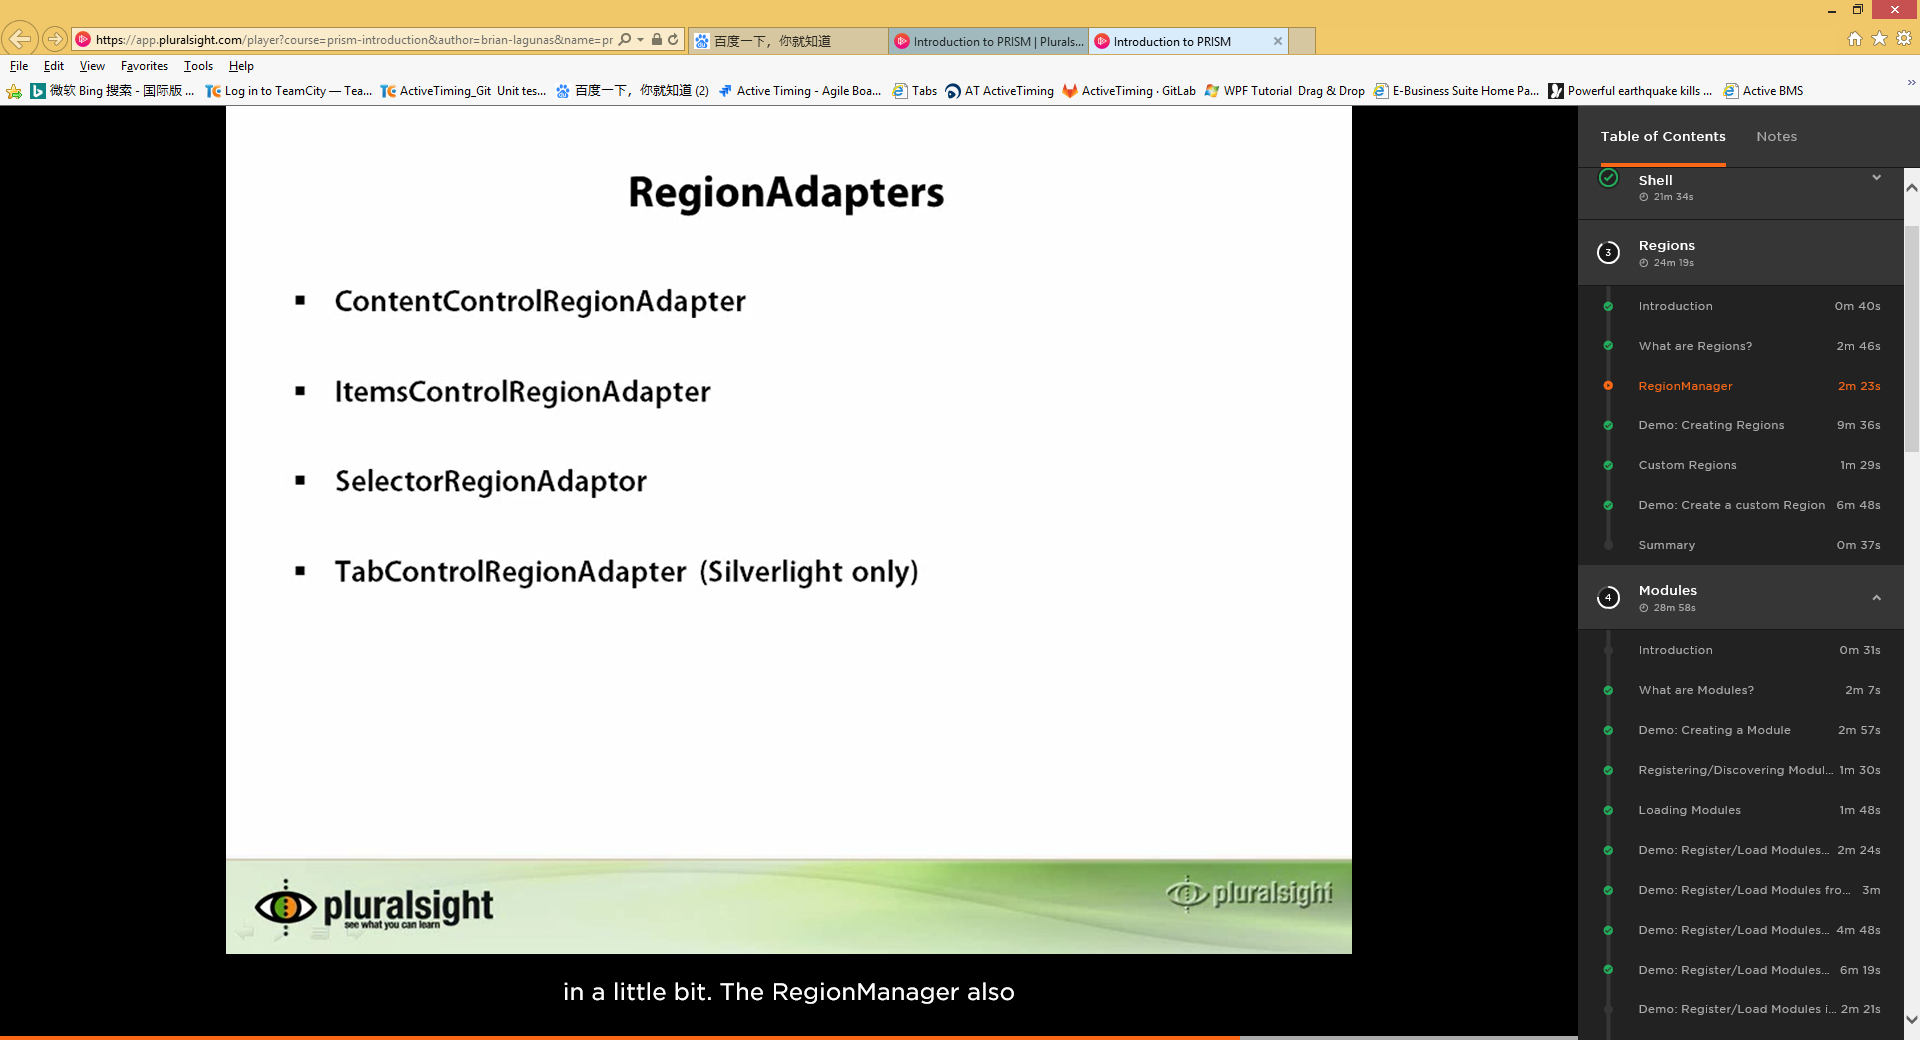 https://app.pluralsight.com/player?course=prism-introduction&author=brian-lagunas&name=pr
百度一下，你就知道
Introduction to PRISM | Plurals...
Introduction to PRISM
File Edit View Favorites Tools Help
微软 Bing 搜索 - 国际版 ...
Log in to TeamCity — Tea...
ActiveTiming_Git Unit tes...
百度一下，你就知道 (2)
Active Timing - Agile Boa...
Tabs
AT ActiveTiming
ActiveTiming · GitLab
WPF Tutorial Drag & Drop
E-Business Suite Home Pa...
Powerful earthquake kills ...
Active BMS
RegionAdapters
▪ ContentControlRegionAdapter
▪ ItemsControlRegionAdapter
▪ SelectorRegionAdaptor
▪ TabControlRegionAdapter (Silverlight only)
pluralsight
see what you can learn
pluralsight
in a little bit. The RegionManager also
Table of Contents
Notes
Shell
21m 34s
3
Regions
24m 19s
Introduction 0m 40s
What are Regions? 2m 46s
RegionManager 2m 23s
Demo: Creating Regions 9m 36s
Custom Regions 1m 29s
Demo: Create a custom Region 6m 48s
Summary 0m 37s
4
Modules
28m 58s
Introduction 0m 31s
What are Modules? 2m 7s
Demo: Creating a Module 2m 57s
Registering/Discovering Modul... 1m 30s
Loading Modules 1m 48s
Demo: Register/Load Modules... 2m 24s
Demo: Register/Load Modules fro... 3m
Demo: Register/Load Modules... 4m 48s
Demo: Register/Load Modules... 6m 19s
Demo: Register/Load Modules i... 2m 21s